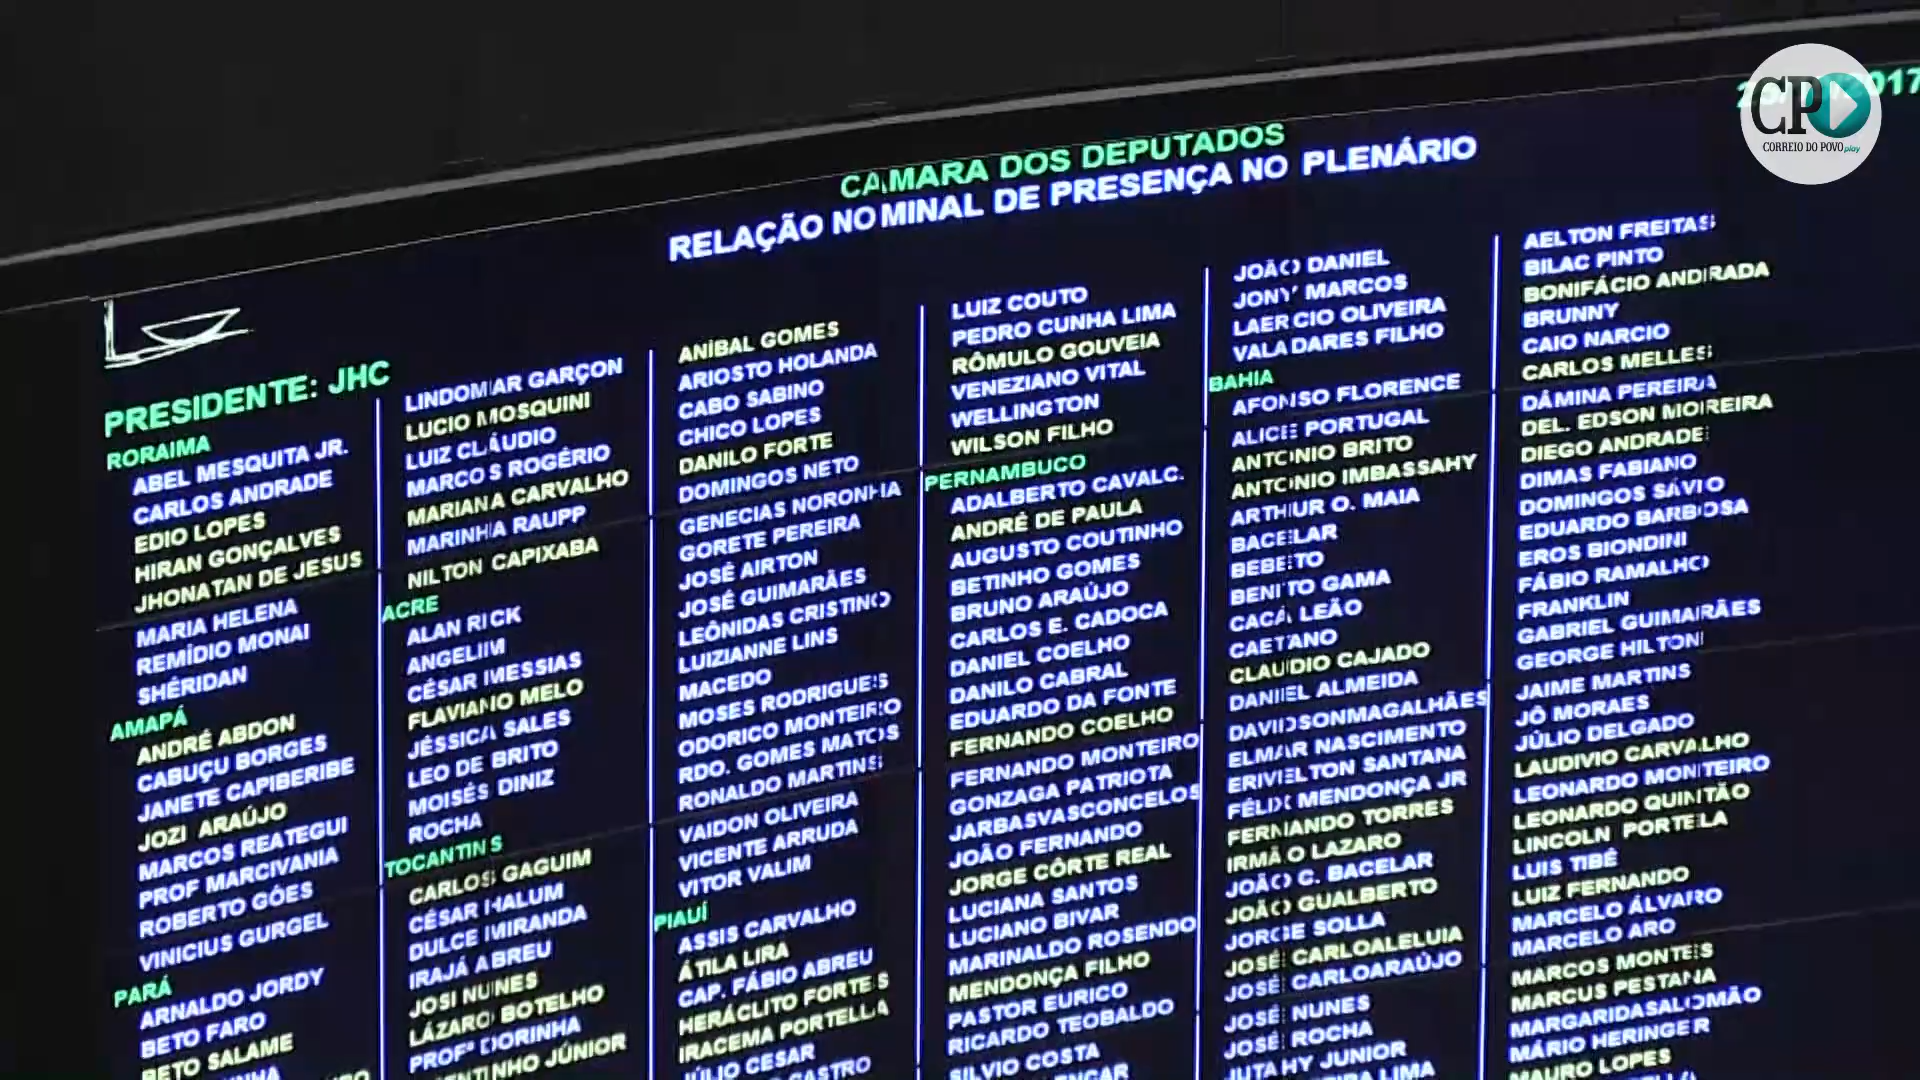 CPO
CORREIO DO POVO play
2017
CAMARA DOS DEPUTADOS
RELAÇÃO NOMINAL DE PRESENÇA NO PLENÁRIO
PRESIDENTE: JHC
RORAIMA
ABEL MESQUITA JR.
CARLOS ANDRADE
EDIO LOPES
HIRAN GONÇALVES
JHONATAN DE JESUS
MARIA HELENA
REMÍDIO MONAI
SHÉRIDAN
AMAPÁ
ANDRÉ ABDON
CABUÇU BORGES
JANETE CAPIBERIBE
JOZI ARAÚJO
MARCOS REATEGUI
PROF MARCIVANIA
ROBERTO GÓES
VINICIUS GURGEL
PARÁ
ARNALDO JORDY
BETO FARO
BETO SALAME
LINDOMAR GARÇON
LUCIO MOSQUINI
LUIZ CLÁUDIO
MARCOS ROGÉRIO
MARIANA CARVALHO
MARINHA RAUPP
NILTON CAPIXABA
ACRE
ALAN RICK
ANGELIM
CÉSAR MESSIAS
FLAVIANO MELO
JÉSSICA SALES
LEO DE BRITO
MOISÉS DINIZ
ROCHA
TOCANTINS
CARLOS GAGUIM
CÉSAR HALUM
DULCE MIRANDA
IRAJÁ ABREU
JOSI NUNES
LÁZARO BOTELHO
PROFª DORINHA
JÚNIOR
ANÍBAL GOMES
ARIOSTO HOLANDA
CABO SABINO
CHICO LOPES
DANILO FORTE
DOMINGOS NETO
GENECIAS NORONHA
GORETE PEREIRA
JOSÉ AIRTON
JOSÉ GUIMARÃES
LEÔNIDAS CRISTINO
LUIZIANNE LINS
MACEDO
MOSES RODRIGUES
ODORICO MONTEIRO
RDO. GOMES MATOS
RONALDO MARTINS
VAIDON OLIVEIRA
VICENTE ARRUDA
VITOR VALIM
PIAUÍ
ASSIS CARVALHO
ÁTILA LIRA
CAP. FÁBIO ABREU
HERÁCLITO FORTES
IRACEMA PORTELLA
JÚLIO CESAR
CASTRO
LUIZ COUTO
PEDRO CUNHA LIMA
RÔMULO GOUVEIA
VENEZIANO VITAL
WELLINGTON
WILSON FILHO
PERNAMBUCO
ADALBERTO CAVALC.
ANDRÉ DE PAULA
AUGUSTO COUTINHO
BETINHO GOMES
BRUNO ARAÚJO
CARLOS E. CADOCA
DANIEL COELHO
DANILO CABRAL
EDUARDO DA FONTE
FERNANDO COELHO
FERNANDO MONTEIRO
GONZAGA PATRIOTA
JARBASVASCONCELOS
JOÃO FERNANDO
JORGE CÔRTE REAL
LUCIANA SANTOS
LUCIANO BIVAR
MARINALDO ROSENDO
MENDONÇA FILHO
PASTOR EURICO
RICARDO TEOBALDO
SILVIO COSTA
JOÃO DANIEL
JONY MARCOS
LAERCIO OLIVEIRA
VALADARES FILHO
BAHIA
AFONSO FLORENCE
ALICE PORTUGAL
ANTONIO BRITO
ANTONIO IMBASSAHY
ARTHUR O. MAIA
BACELAR
BEBETO
BENITO GAMA
CACÁ LEÃO
CAETANO
CLAUDIO CAJADO
DANIEL ALMEIDA
DAVIDSONMAGALHÃES
ELMAR NASCIMENTO
ERIVELTON SANTANA
FÉLIX MENDONÇA JR
FERNANDO TORRES
IRMÃO LAZARO
JOÃO C. BACELAR
JOÃO GUALBERTO
JORGE SOLLA
JOSÉ CARLOALELUIA
JOSÉ CARLOARAÚJO
JOSÉ NUNES
JOSÉ ROCHA
JUTAHY JUNIOR
LIMA
AELTON FREITAS
BILAC PINTO
BONIFÁCIO ANDRADA
BRUNNY
CAIO NARCIO
CARLOS MELLES
DÂMINA PEREIRA
DEL. EDSON MOREIRA
DIEGO ANDRADE
DIMAS FABIANO
DOMINGOS SÁVIO
EDUARDO BARBOSA
EROS BIONDINI
FÁBIO RAMALHO
FRANKLIN
GABRIEL GUIMARÃES
GEORGE HILTON
JAIME MARTINS
JÔ MORAES
JÚLIO DELGADO
LAUDIVIO CARVALHO
LEONARDO MONTEIRO
LEONARDO QUINTÃO
LINCOLN PORTELA
LUIS TIBÉ
LUIZ FERNANDO
MARCELO ÁLVARO
MARCELO ARO
MARCOS MONTES
MARCUS PESTANA
MARGARIDASALOMÃO
MÁRIO HERINGER
MAURO LOPES